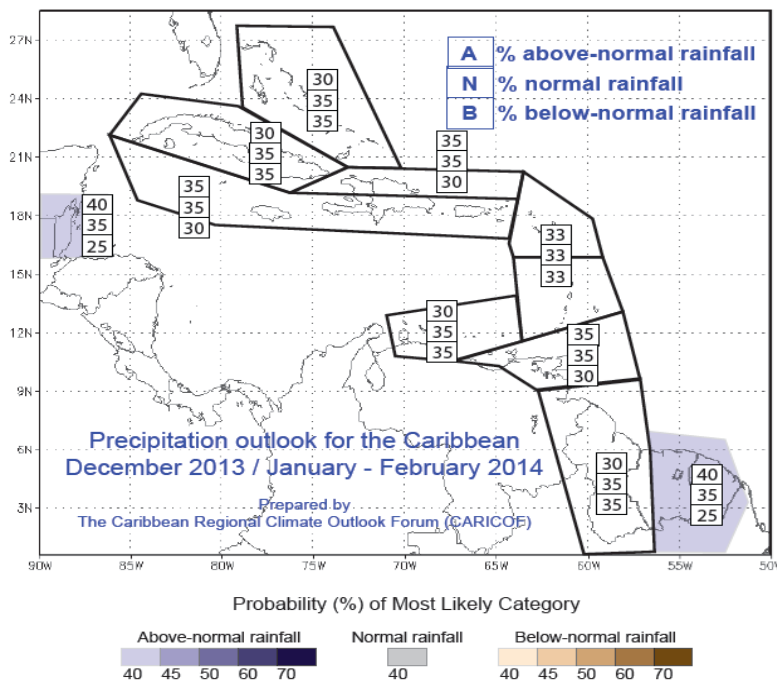 27N
24N
21N
18N
15N
12N
9N
6N
3N
A % above-normal rainfall
N % normal rainfall
B % below-normal rainfall
30
35
35
30
35
35
35
35
30
35
35
30
40
35
25
33
33
33
30
35
35
35
35
30
30
35
35
40
35
25
Precipitation outlook for the Caribbean
December 2013 / January - February 2014
Prepared by
The Caribbean Regional Climate Outlook Forum (CARICOF)
90W 85W 80W 75W 70W 65W 60W 55W 50W
Probability (%) of Most Likely Category
Above-normal rainfall Normal rainfall Below-normal rainfall
40 45 50 60 70 40 40 45 50 60 70